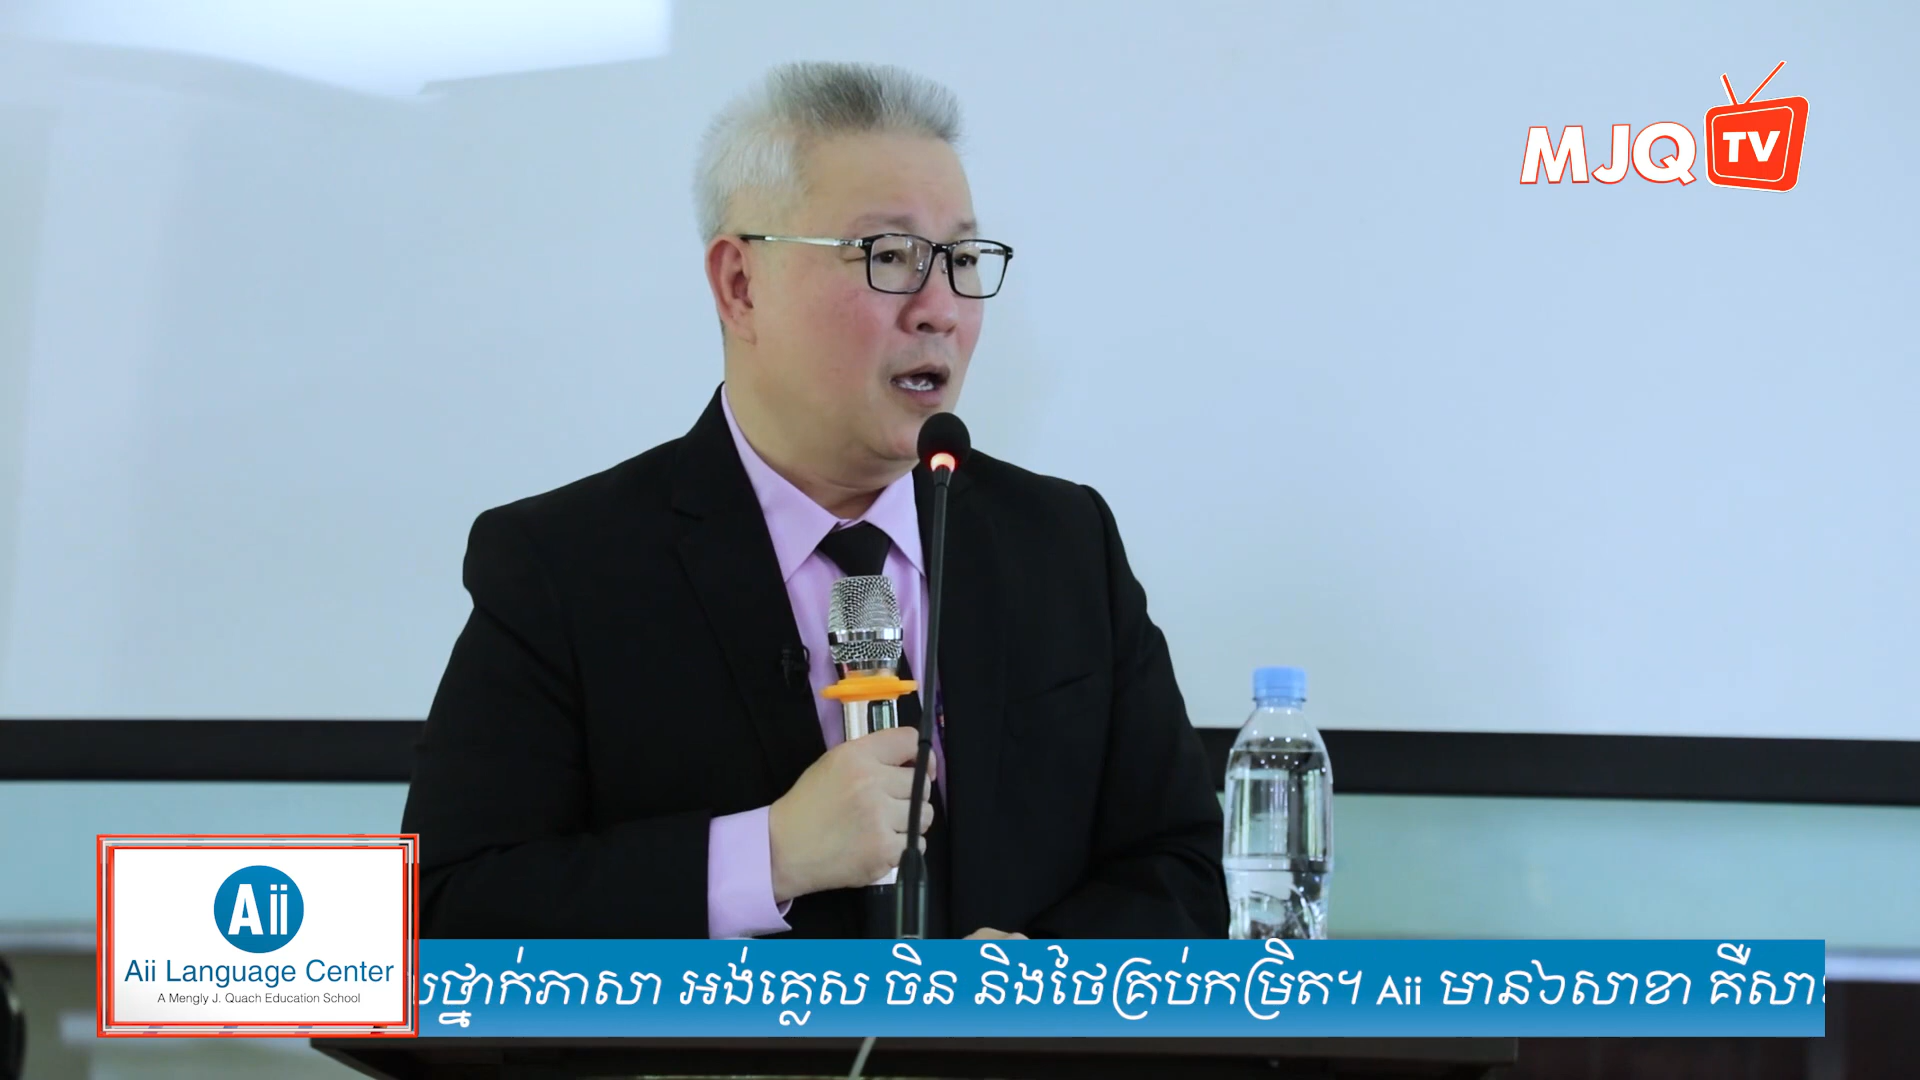 MJQ TV
Aii
Aii Language Center
A Mengly J. Quach Education School
ថ្នាក់ភាសា អង់គ្លេស ចិន និងថៃគ្រប់កម្រិត។ Aii មាន៦សាខា គឺ